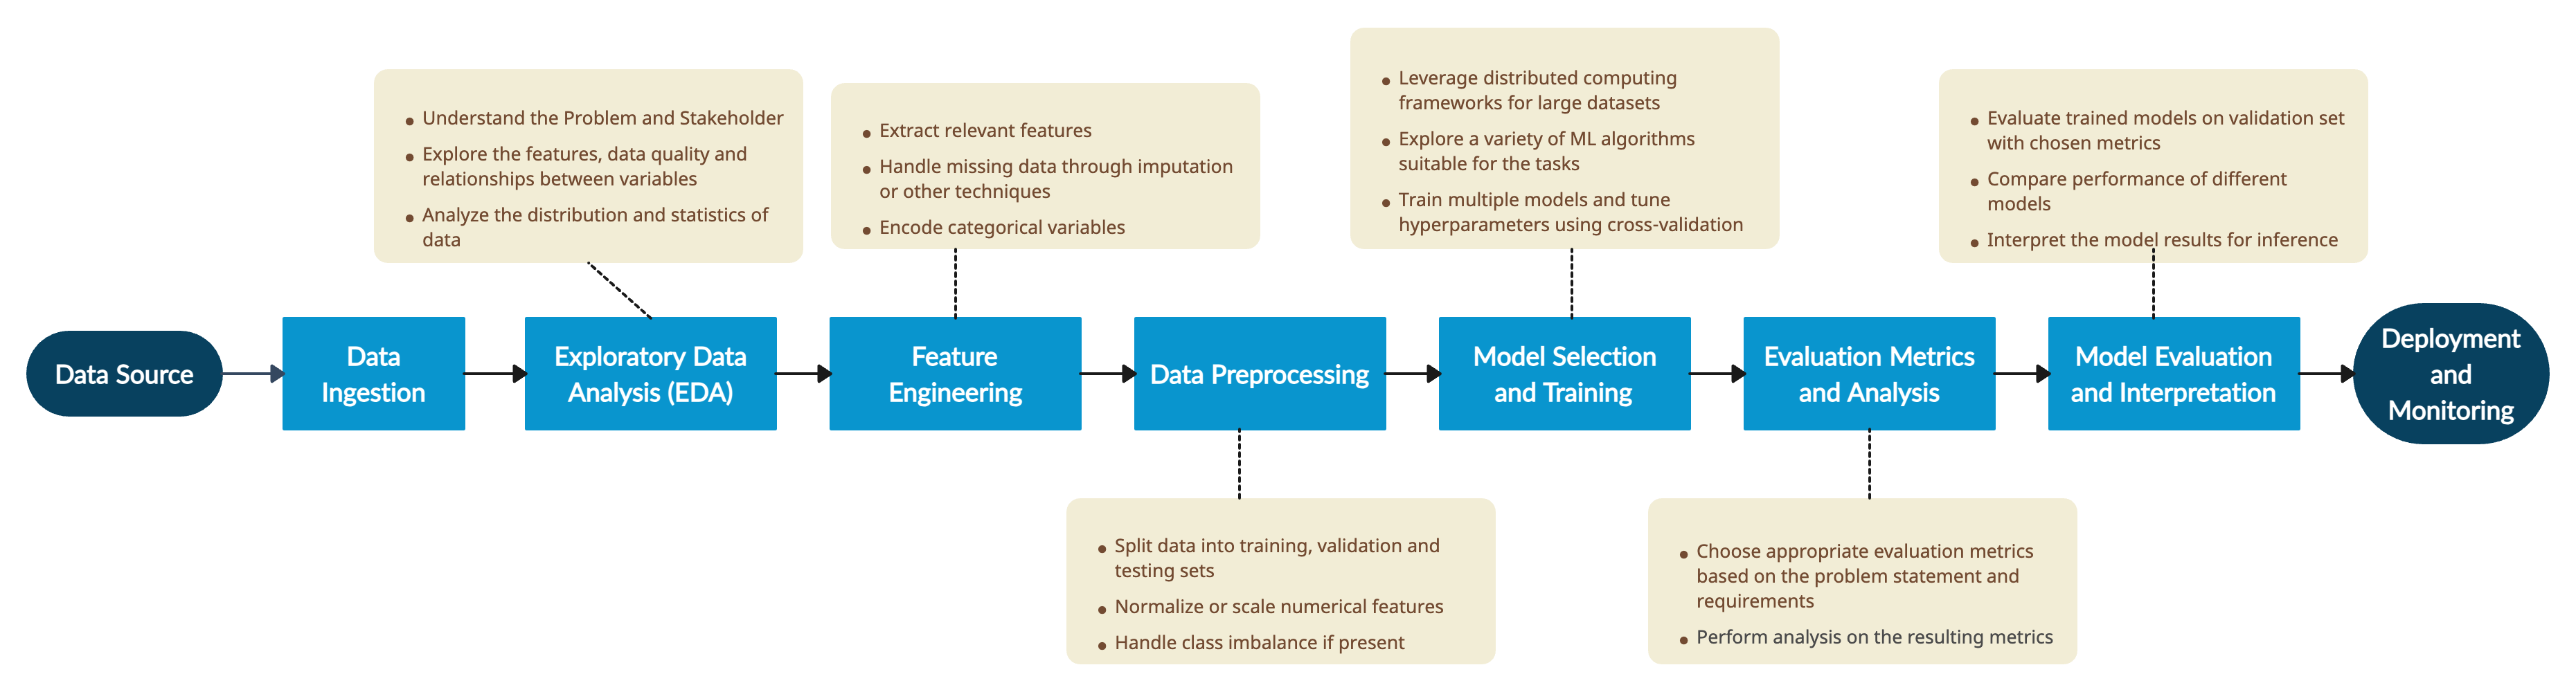 • Understand the Problem and Stakeholder
• Explore the features, data quality and
relationships between variables
• Analyze the distribution and statistics of
data
• Extract relevant features
• Handle missing data through imputation
or other techniques
• Encode categorical variables
• Leverage distributed computing
frameworks for large datasets
• Explore a variety of ML algorithms
suitable for the tasks
• Train multiple models and tune
hyperparameters using cross-validation
• Evaluate trained models on validation set
with chosen metrics
• Compare performance of different
models
• Interpret the model results for inference
Data Source
Data
Ingestion
Exploratory Data
Analysis (EDA)
Feature
Engineering
Data Preprocessing
Model Selection
and Training
Evaluation Metrics
and Analysis
Model Evaluation
and Interpretation
Deployment
and
Monitoring
• Split data into training, validation and
testing sets
• Normalize or scale numerical features
• Handle class imbalance if present
• Choose appropriate evaluation metrics
based on the problem statement and
requirements
• Perform analysis on the resulting metrics